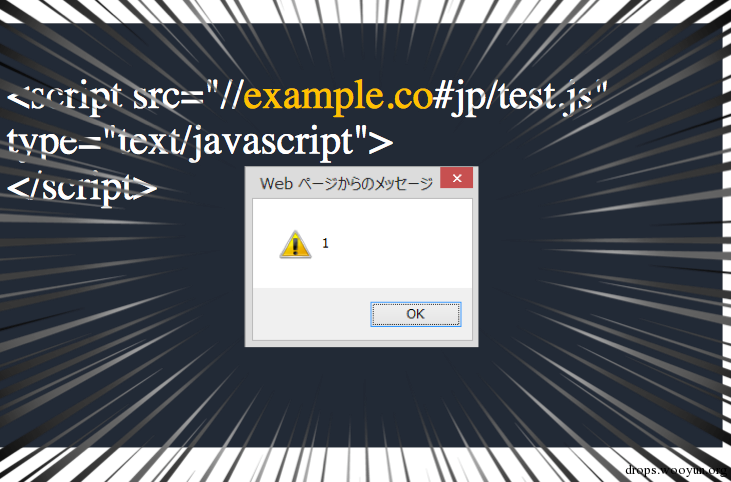 <script src="//example.co#jp/test.js"
type="text/javascript">
</script>
Web ページからのメッセージ
1
OK
drops.wooyun.org